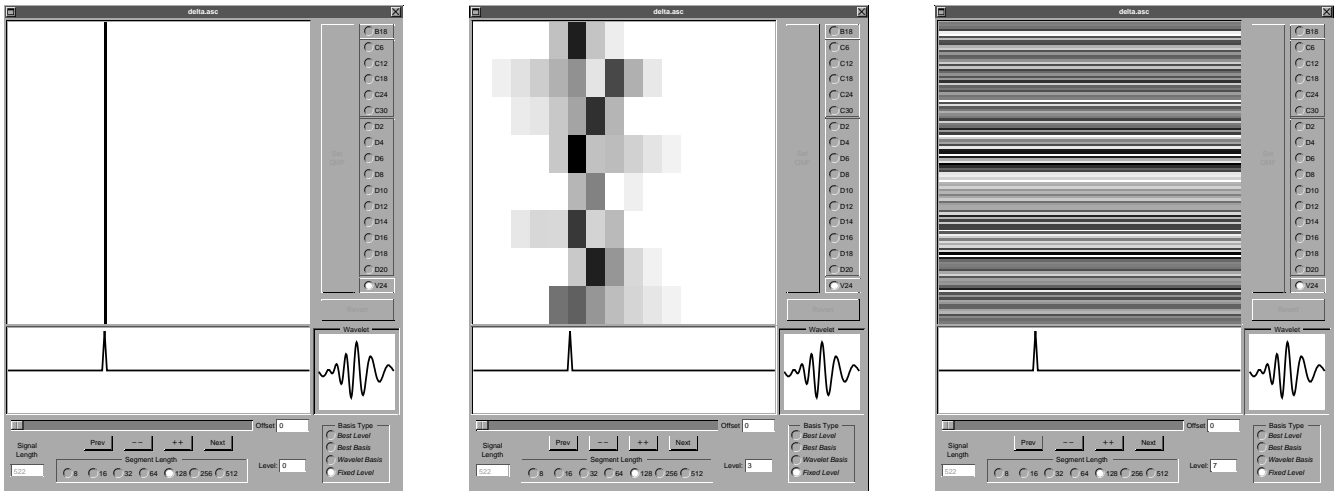 delta.asc
B18
C6
C12
C18
C24
C30
D2
D4
D6
D8
D10
D12
D14
D16
D18
D20
V24
Wavelet
Offset: 0
Prev -- ++ Next
Signal Length
522
Segment Length
8 16 32 64 128 256 512
Level: 0
Basis Type
Best Level
Best Basis
Wavelet Basis
Fixed Level
delta.asc
B18
C6
C12
C18
C24
C30
D2
D4
D6
D8
D10
D12
D14
D16
D18
D20
V24
Wavelet
Offset: 0
Prev -- ++ Next
Signal Length
522
Segment Length
8 16 32 64 128 256 512
Level: 3
Basis Type
Best Level
Best Basis
Wavelet Basis
Fixed Level
delta.asc
B18
C6
C12
C18
C24
C30
D2
D4
D6
D8
D10
D12
D14
D16
D18
D20
V24
Wavelet
Offset: 0
Prev -- ++ Next
Signal Length
522
Segment Length
8 16 32 64 128 256 512
Level: 7
Basis Type
Best Level
Best Basis
Wavelet Basis
Fixed Level